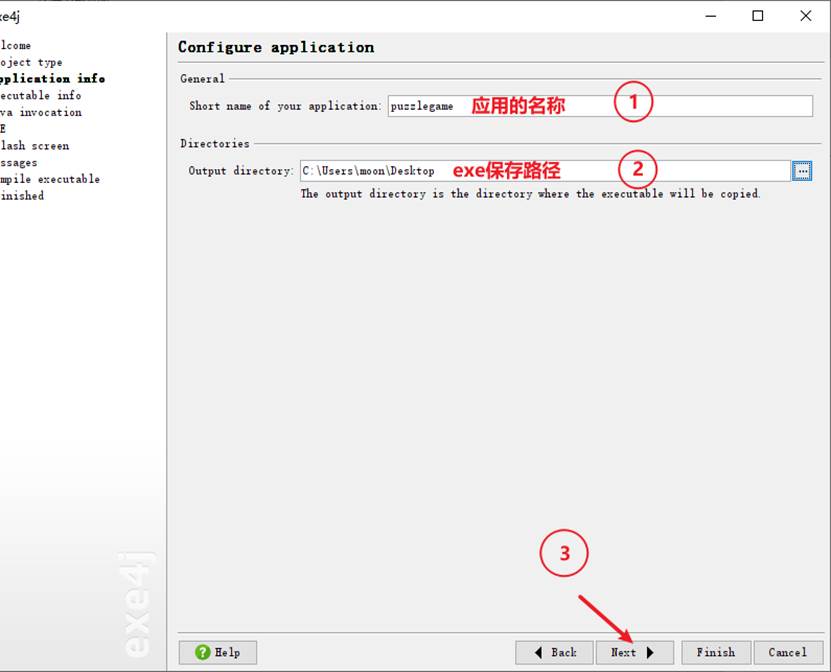 xe4j
lcome
oject type
pplication info
ecutable info
va invocation
E
lash screen
ssages
mpile executable
inished
exe4j
Configure application
General
Short name of your application: puzzlegame 应用的名称 1
Directories
Output directory: C:\Users\moon\Desktop exe保存路径 2 ...
The output directory is the directory where the executable will be copied.
3
Help Back Next Finish Cancel